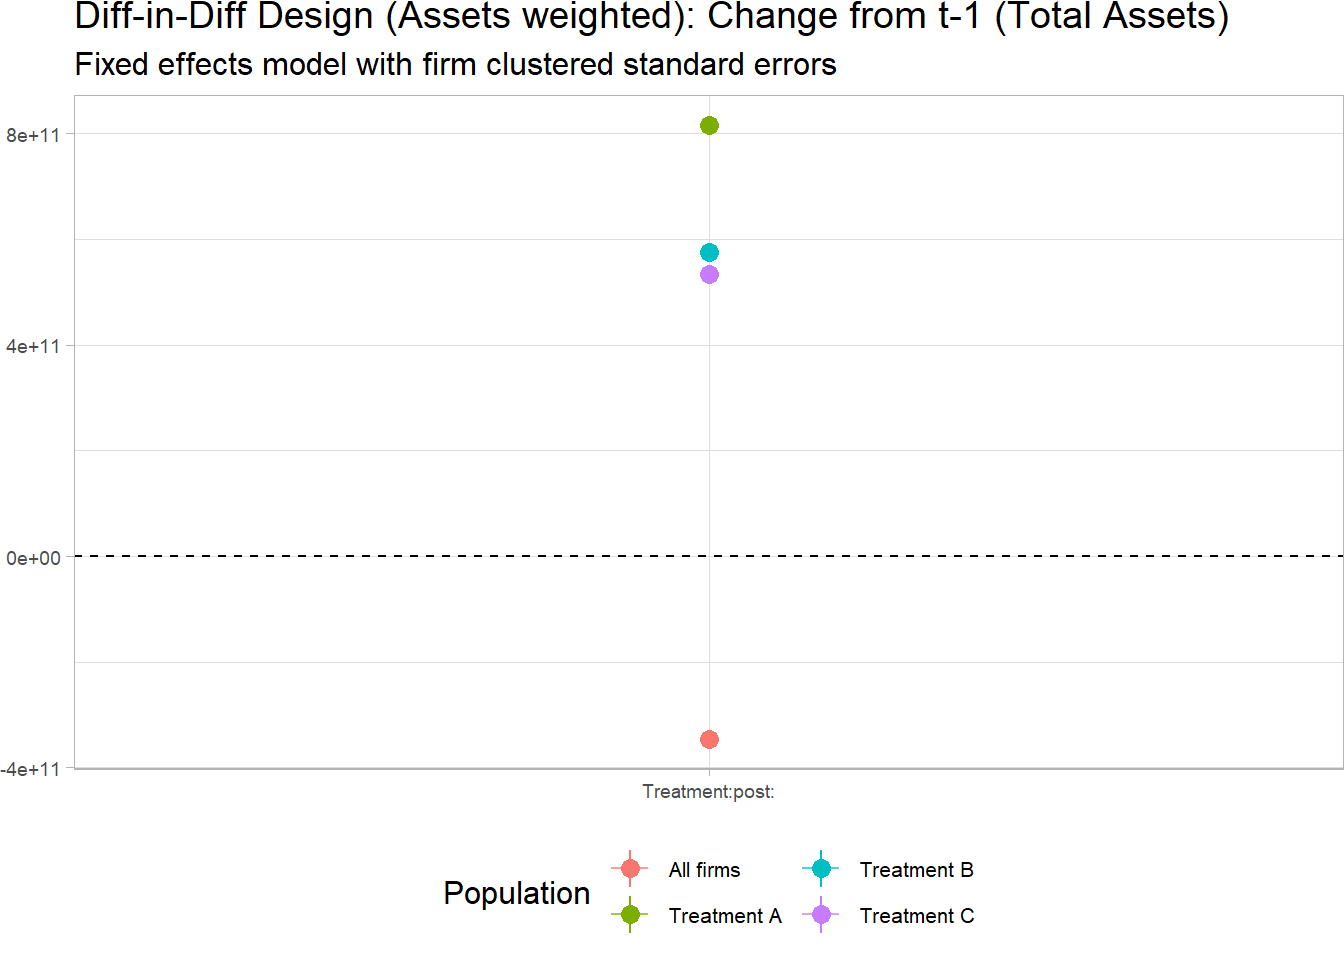 Diff-in-Diff Design (Assets weighted): Change from t-1 (Total Assets)
Fixed effects model with firm clustered standard errors
8e+11
4e+11
0e+00
-4e+11
Treatment:post:
Population
All firms
Treatment A
Treatment B
Treatment C